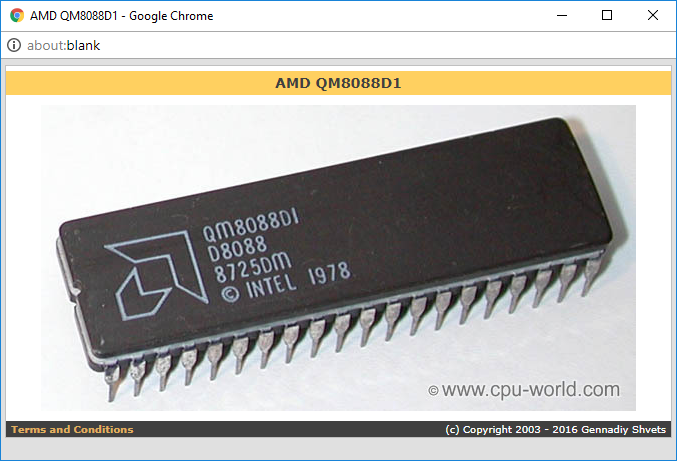 AMD QM8088D1 - Google Chrome
about:blank
AMD QM8088D1
QM8088D1
D8088
8725DM
© INTEL 1978
© www.cpu-world.com
Terms and Conditions (c) Copyright 2003 - 2016 Gennadiy Shvets